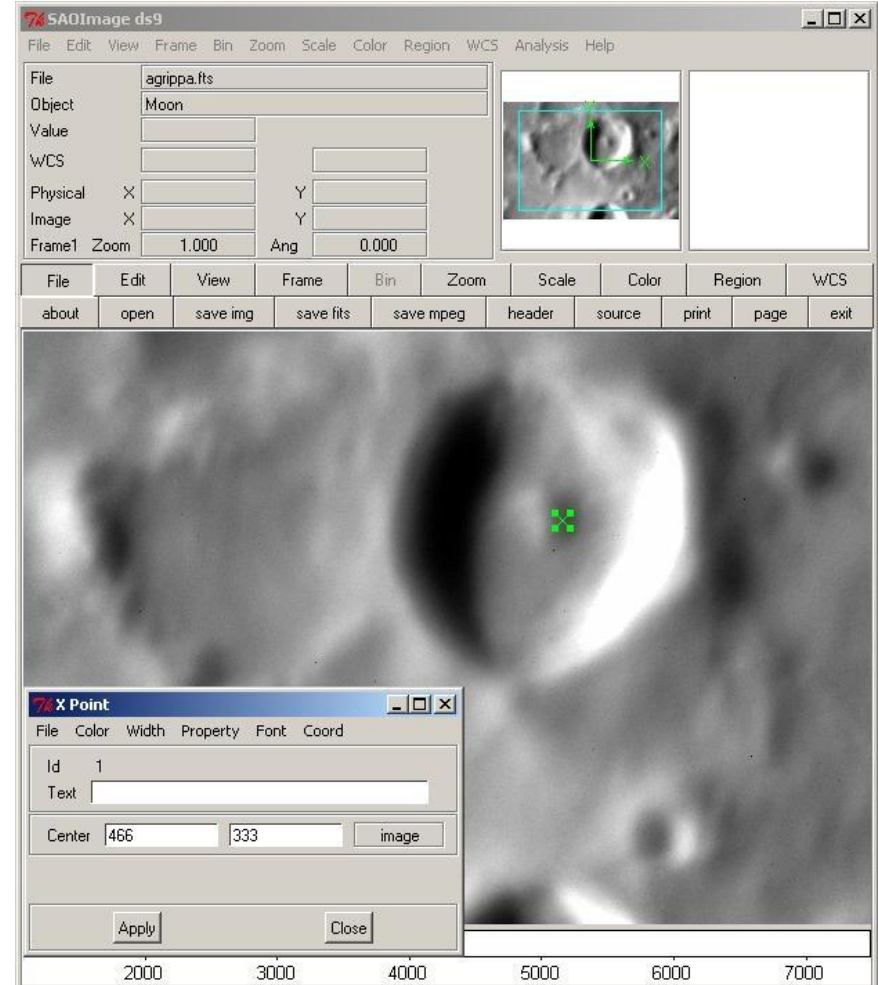 SAOImage ds9
File Edit View Frame Bin Zoom Scale Color Region WCS Analysis Help
File agrippa.fts
Object Moon
Value
WCS
Physical X Y
Image X Y
Frame1 Zoom 1.000 Ang 0.000
Y
X
File Edit View Frame Bin Zoom Scale Color Region WCS
about open save img save fits save mpeg header source print page exit
X Point
File Color Width Property Font Coord
Id 1
Text
Center 466 333 image
Apply Close
2000 3000 4000 5000 6000 7000